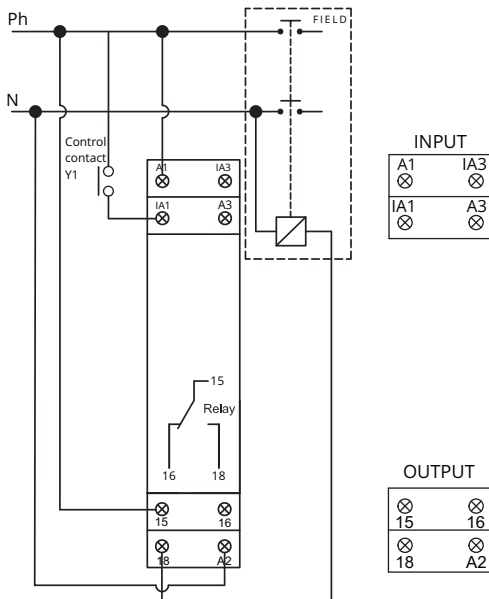 Ph
FIELD
N
Control
contact
Y1
A1 IA3
IA1 A3
15
Relay
16 18
15 16
18 A2
INPUT
A1 IA3
IA1 A3
OUTPUT
15 16
18 A2